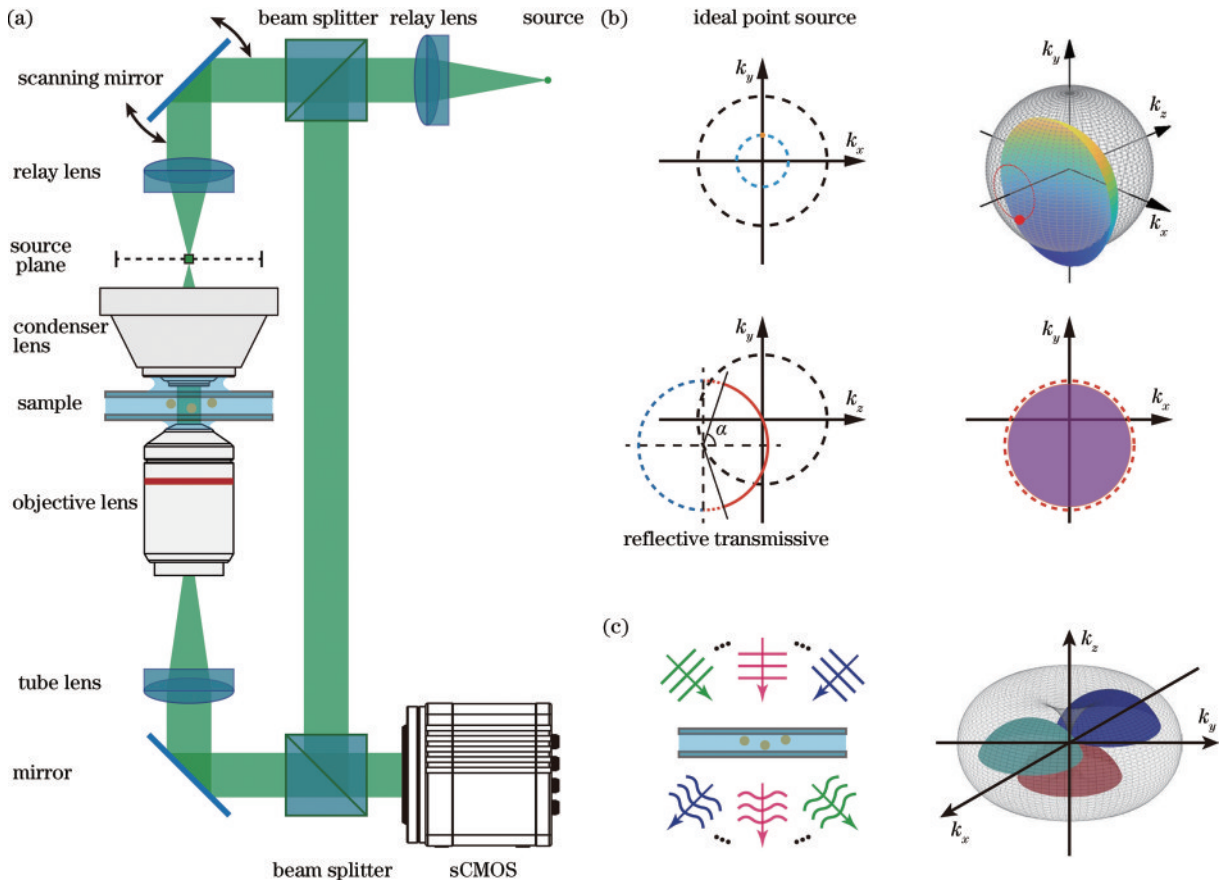 (a)
beam splitter
relay lens
source
scanning mirror
relay lens
source
plane
condenser
lens
sample
objective lens
tube lens
mirror
beam splitter
sCMOS
(b)
ideal point source
k_y
k_x
k_y
k_z
k_x
k_y
k_z
α
reflective transmissive
k_y
k_x
(c)
k_z
k_y
k_x